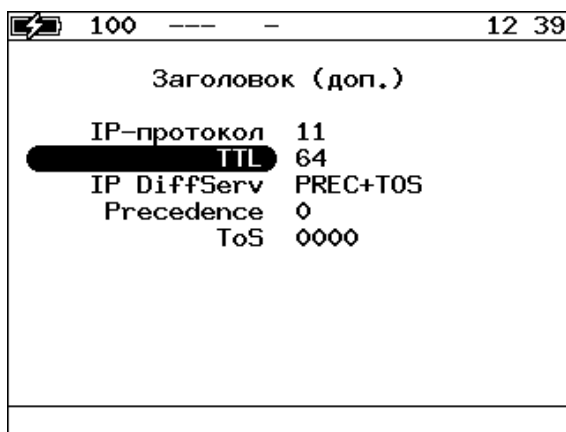 100 --- - 12 39
Заголовок (доп.)
IP-протокол 11
TTL 64
IP DiffServ PREC+TOS
Precedence 0
ToS 0000